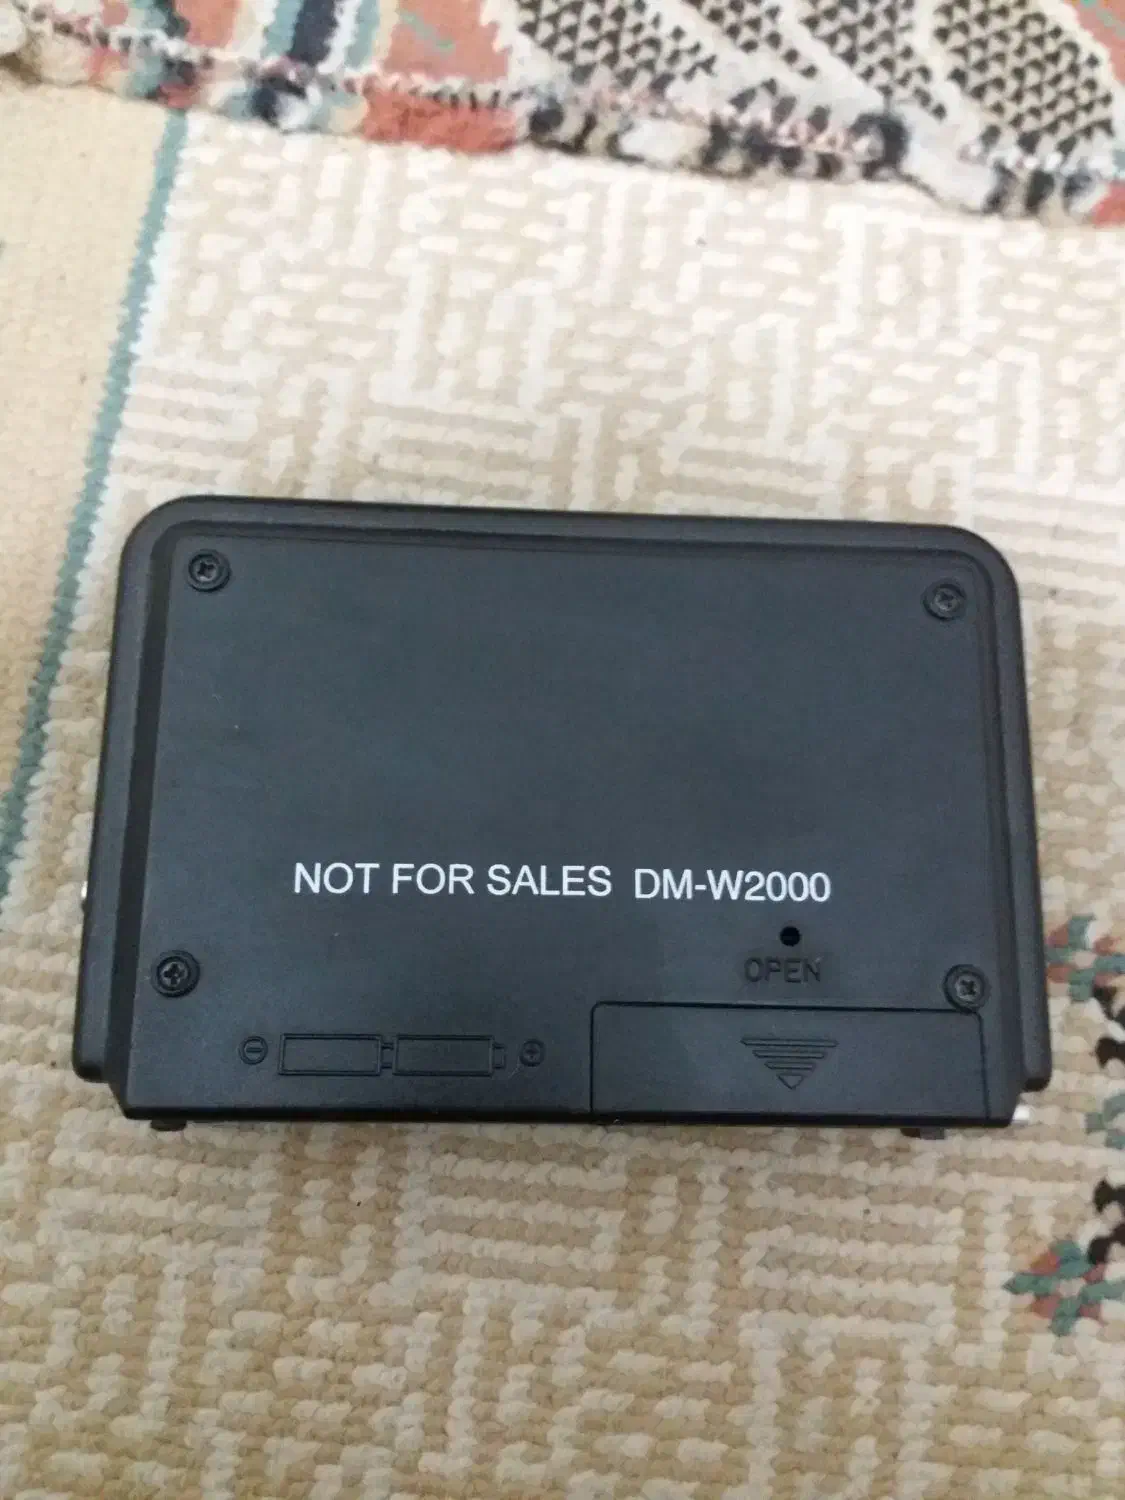 NOT FOR SALES DM-W2000
OPEN